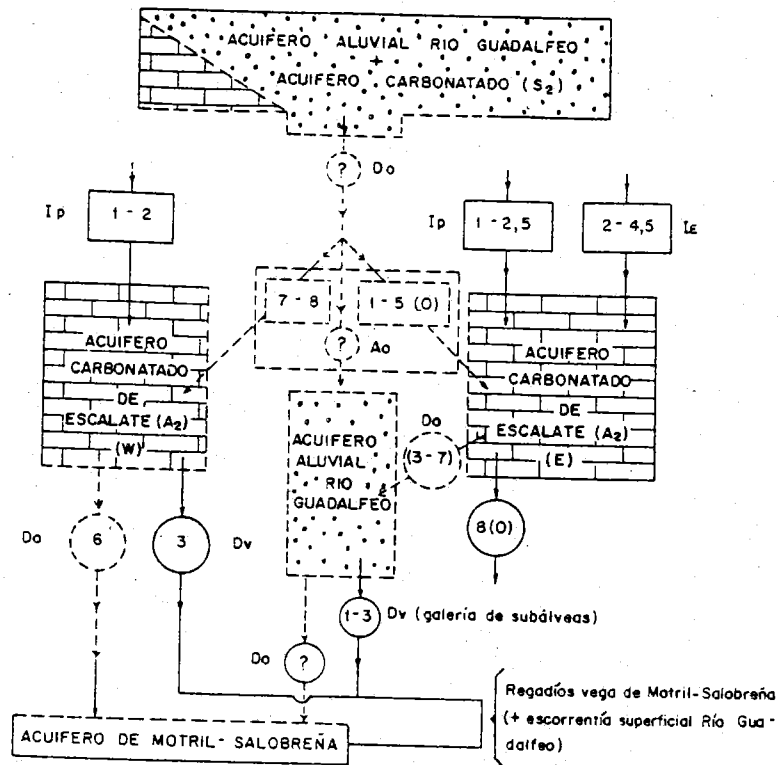 ACUIFERO ALUVIAL RIO GUADALFEO
+
ACUIFERO CARBONATADO (S2)
? Do
Ip 1 - 2
Ip 1 - 2,5
2 - 4,5 IE
7 - 8
1 - 5 (0)
? Ao
ACUIFERO
CARBONATADO
DE
ESCALATE (A2)
(W)
ACUIFERO
ALUVIAL
RIO
GUADALFEO
Do
(3 - 7)
?
ACUIFERO
CARBONATADO
DE
ESCALATE (A2)
(E)
Do 6
3 Dv
8(0)
1-3 Dv (galería de subálveas)
Do ?
ACUIFERO DE MOTRIL - SALOBREÑA
Regadíos vega de Motril-Salobreña
(+ escorrentía superficial Río Gua -
dalfeo)